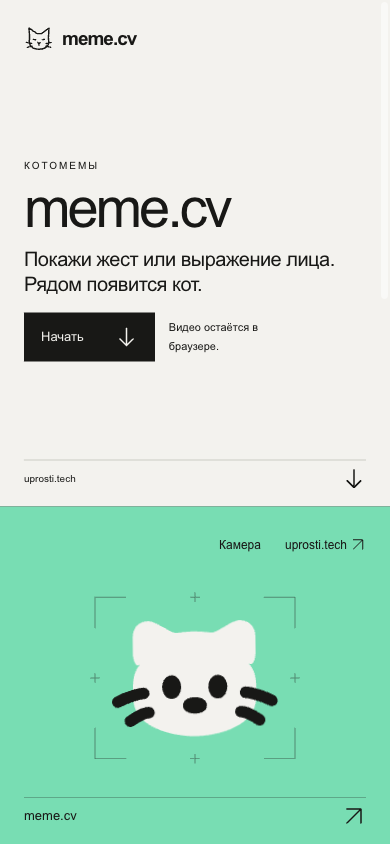 meme.cv
КОТОМЕМЫ
meme.cv
Покажи жест или выражение лица.
Рядом появится кот.
Начать
Видео остаётся в
браузере.
uprosti.tech
Камера
uprosti.tech
meme.cv